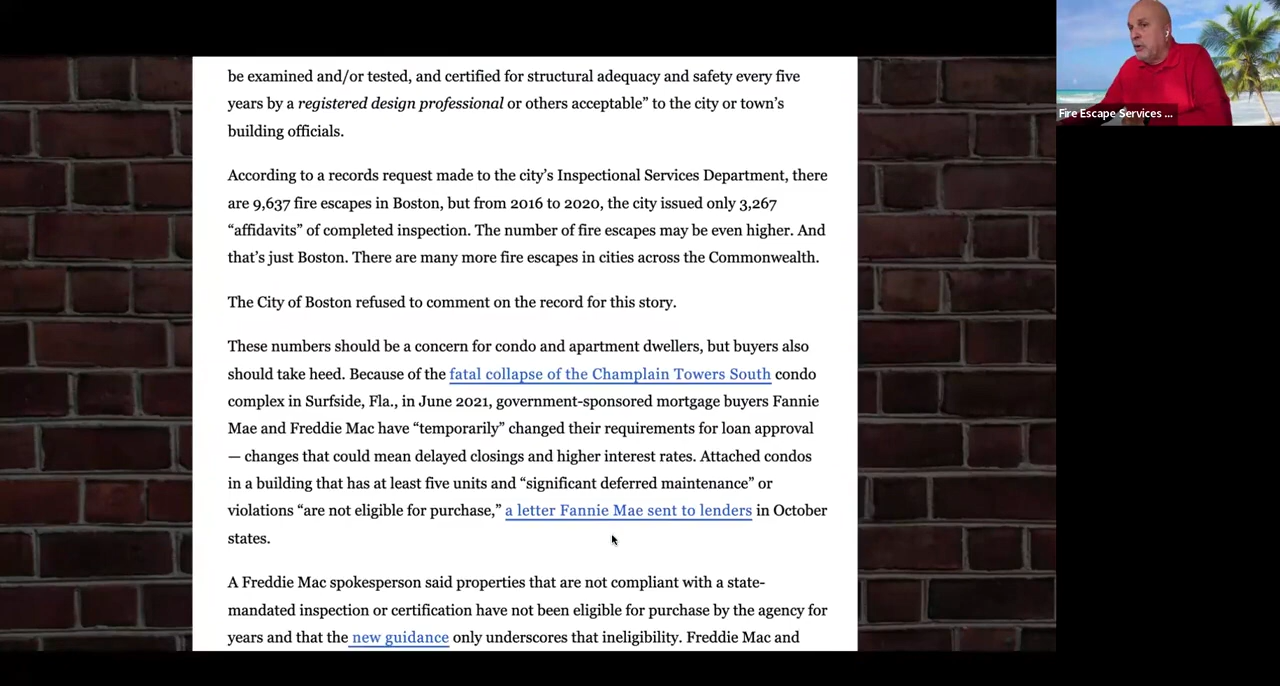 be examined and/or tested, and certified for structural adequacy and safety every five
years by a registered design professional or others acceptable” to the city or town’s
building officials.
According to a records request made to the city’s Inspectional Services Department, there
are 9,637 fire escapes in Boston, but from 2016 to 2020, the city issued only 3,267
“affidavits” of completed inspection. The number of fire escapes may be even higher. And
that’s just Boston. There are many more fire escapes in cities across the Commonwealth.
The City of Boston refused to comment on the record for this story.
These numbers should be a concern for condo and apartment dwellers, but buyers also
should take heed. Because of the fatal collapse of the Champlain Towers South condo
complex in Surfside, Fla., in June 2021, government-sponsored mortgage buyers Fannie
Mae and Freddie Mac have “temporarily” changed their requirements for loan approval
— changes that could mean delayed closings and higher interest rates. Attached condos
in a building that has at least five units and “significant deferred maintenance” or
violations “are not eligible for purchase,” a letter Fannie Mae sent to lenders in October
states.
A Freddie Mac spokesperson said properties that are not compliant with a state-
mandated inspection or certification have not been eligible for purchase by the agency for
years and that the new guidance only underscores that ineligibility. Freddie Mac and
Fire Escape Services ...